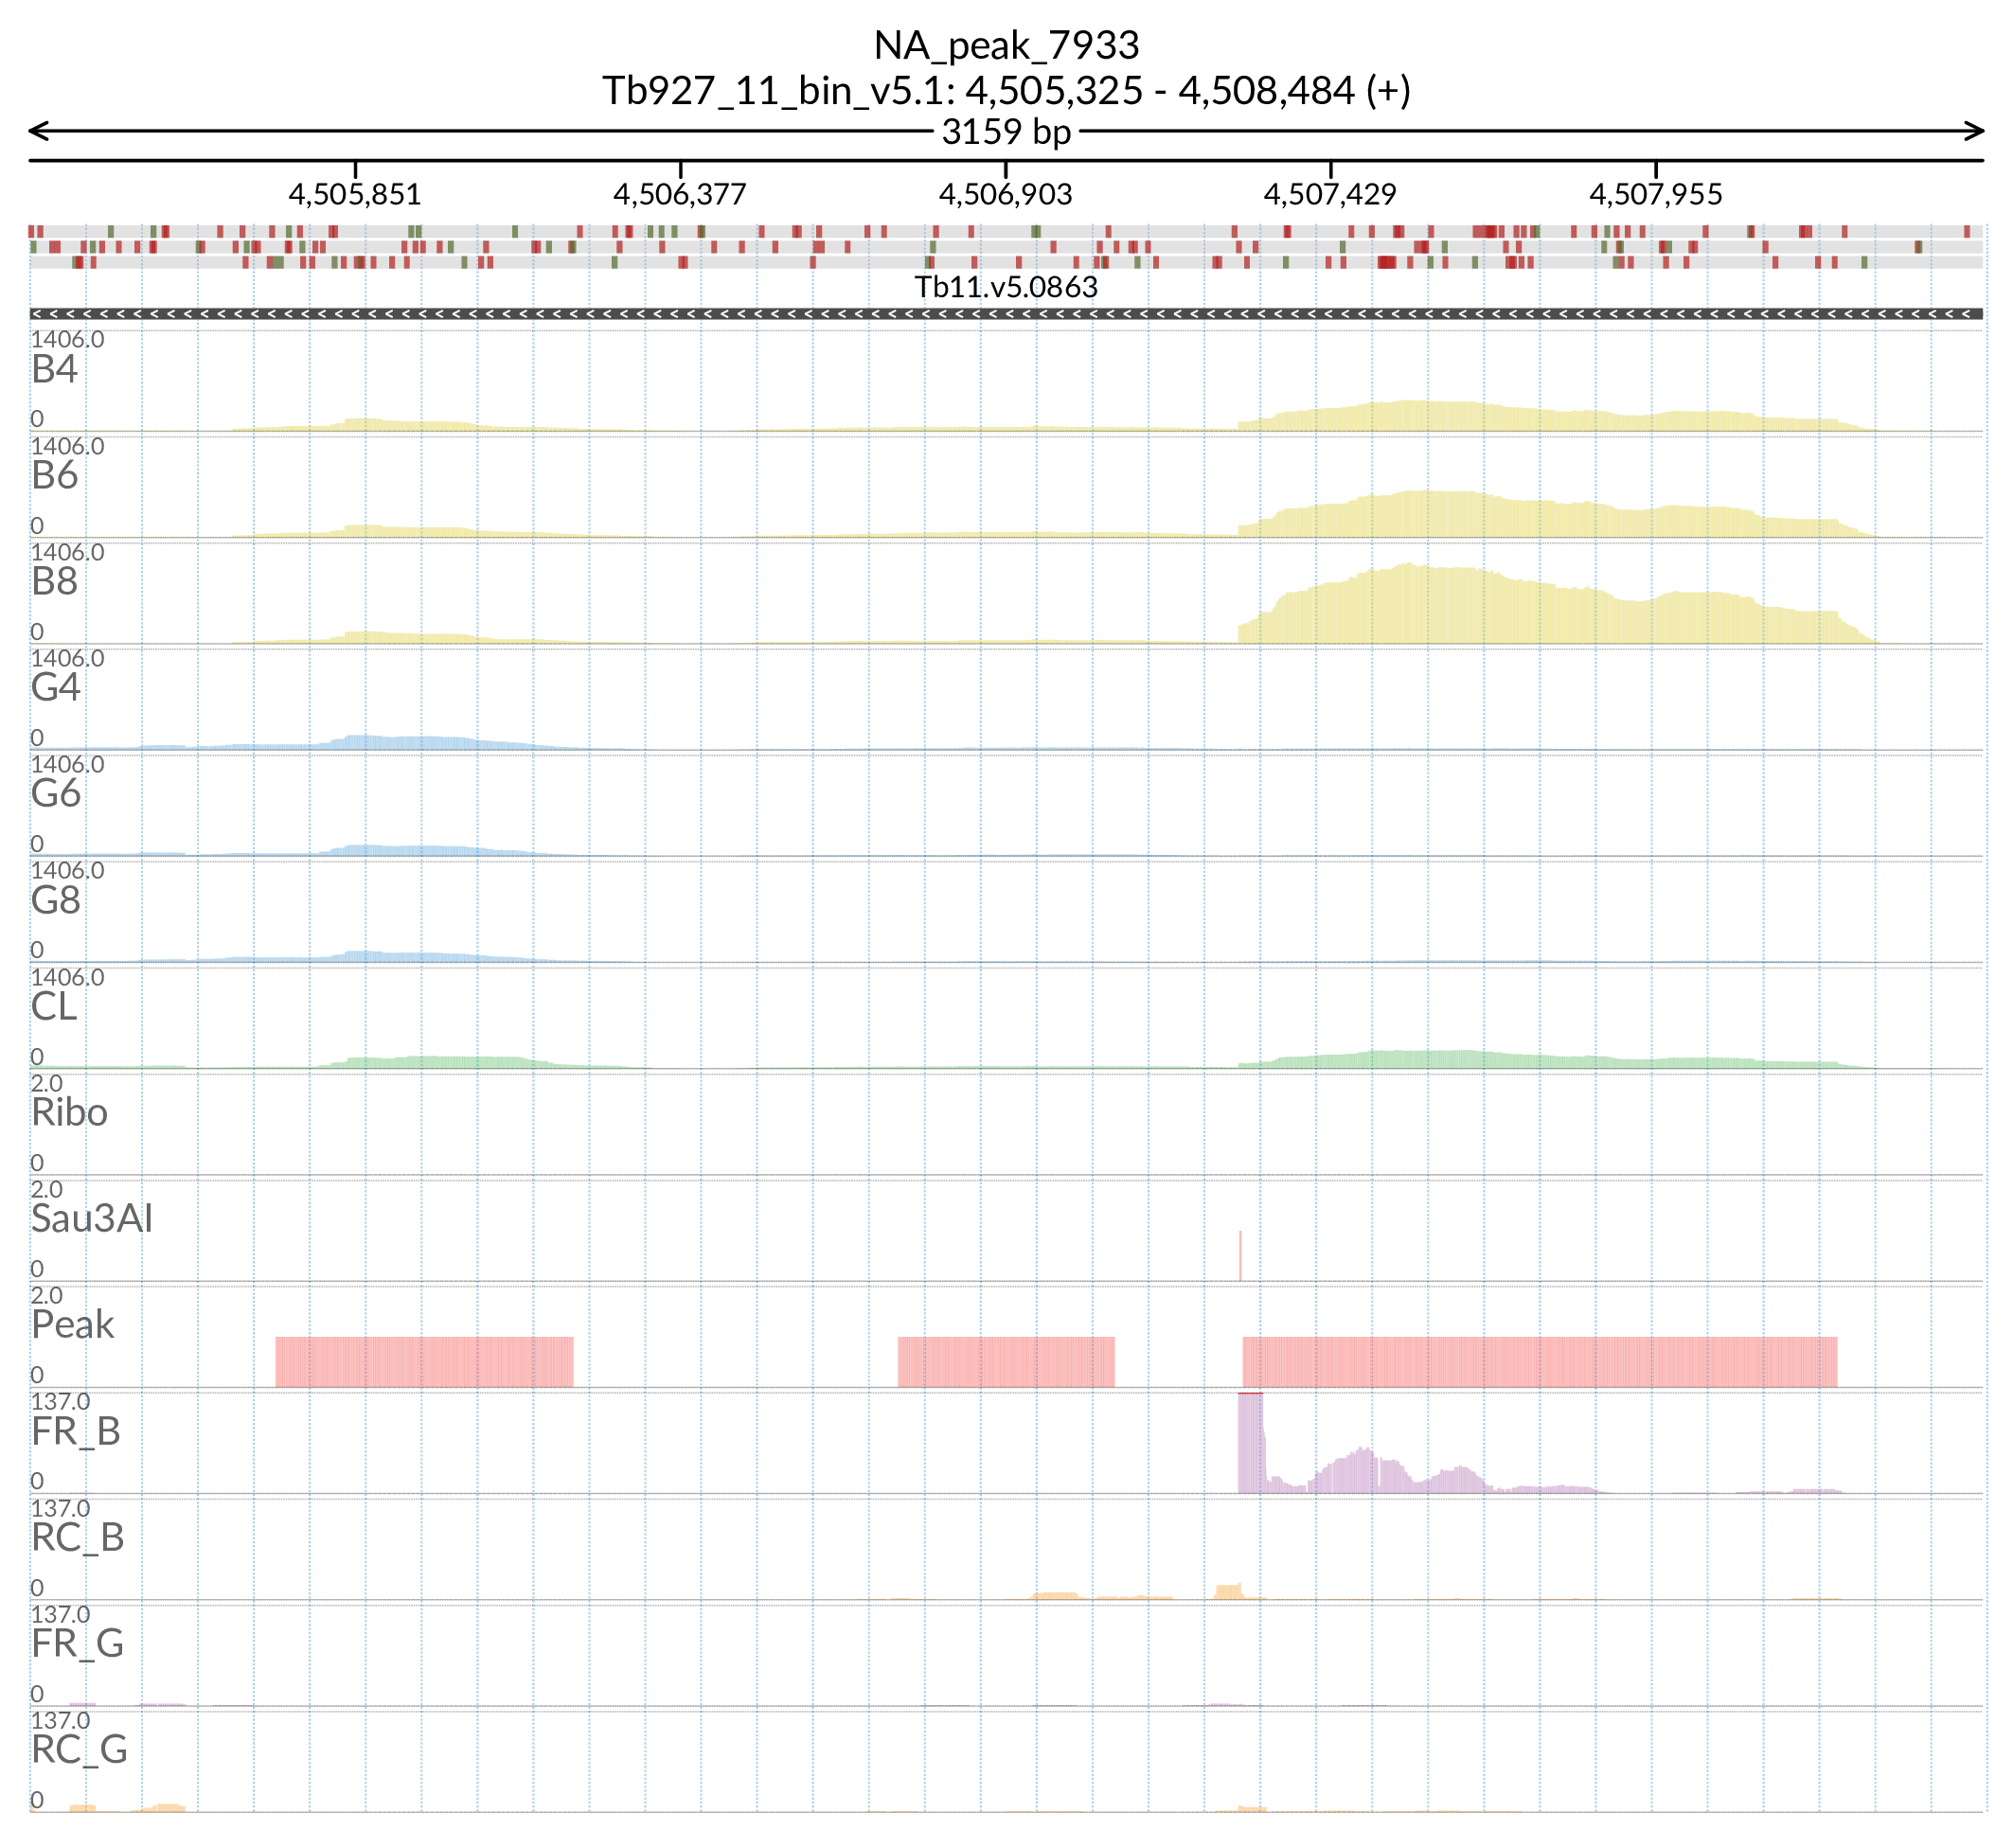 NA_peak_7933
Tb927_11_bin_v5.1: 4,505,325 - 4,508,484 (+)
3159 bp
4,505,851 4,506,377 4,506,903 4,507,429 4,507,955
Tb11.v5.0863
1406.0
B4
0
1406.0
B6
0
1406.0
B8
0
1406.0
G4
0
1406.0
G6
0
1406.0
G8
0
1406.0
CL
0
2.0
Ribo
0
2.0
Sau3AI
0
2.0
Peak
0
137.0
FR_B
0
137.0
RC_B
0
137.0
FR_G
0
137.0
RC_G
0